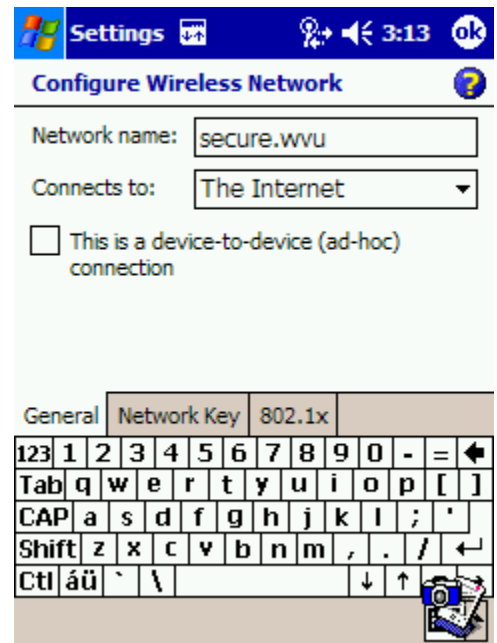 Settings 3:13 ok
Configure Wireless Network ?
Network name: secure.wvu
Connects to: The Internet
This is a device-to-device (ad-hoc)
connection
General Network Key 802.1x
123 1 2 3 4 5 6 7 8 9 0 - =
Tab q w e r t y u i o p [ ]
CAP a s d f g h j k l ; '
Shift z x c v b n m , . /
Ctl áü ` \ ↓ ↑